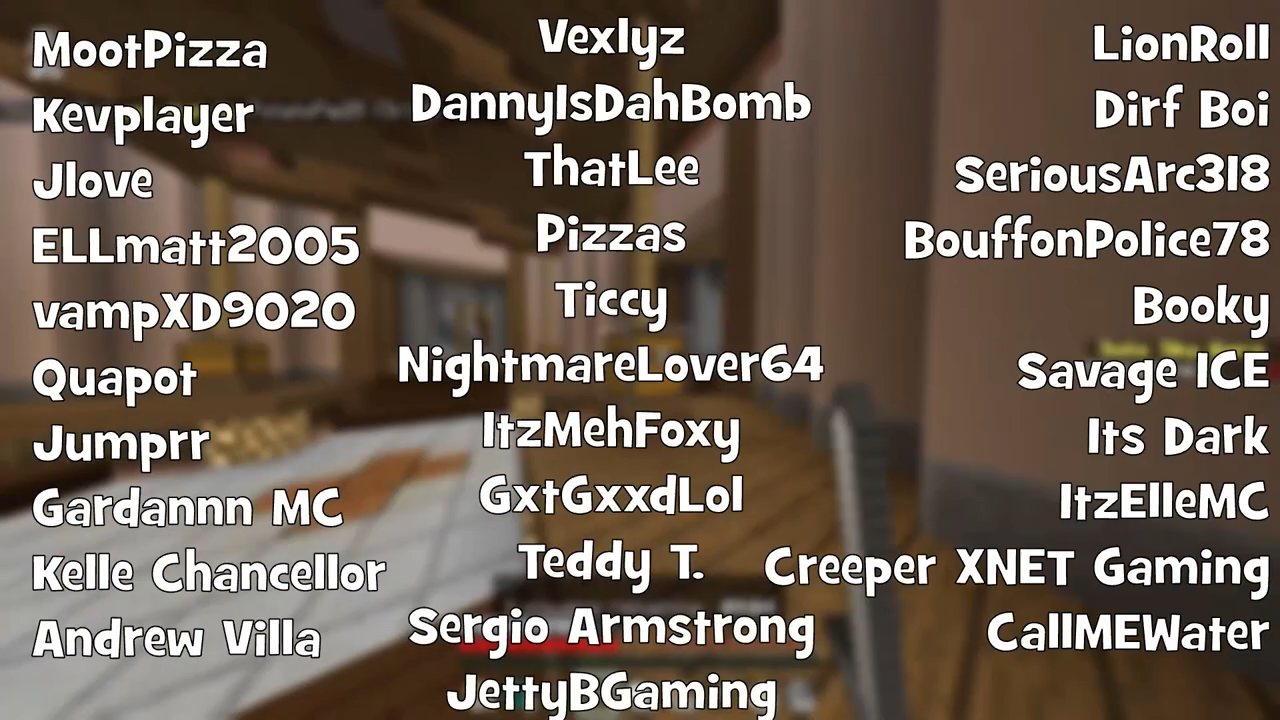 MootPizza
Kevplayer
Jlove
ELLmatt2005
vampXD9020
Quapot
Jumprr
Gardannn MC
Kelle Chancellor
Andrew Villa
Vexlyz
DannyIsDahBomb
ThatLee
Pizzas
Ticcy
NightmareLover64
ItzMehFoxy
GxtGxxdLol
Teddy T.
Sergio Armstrong
JettyBGaming
LionRoll
Dirf Boi
SeriousArc318
BouffonPolice78
Booky
Savage ICE
Its Dark
ItzElleMC
Creeper XNET Gaming
CallMEWater